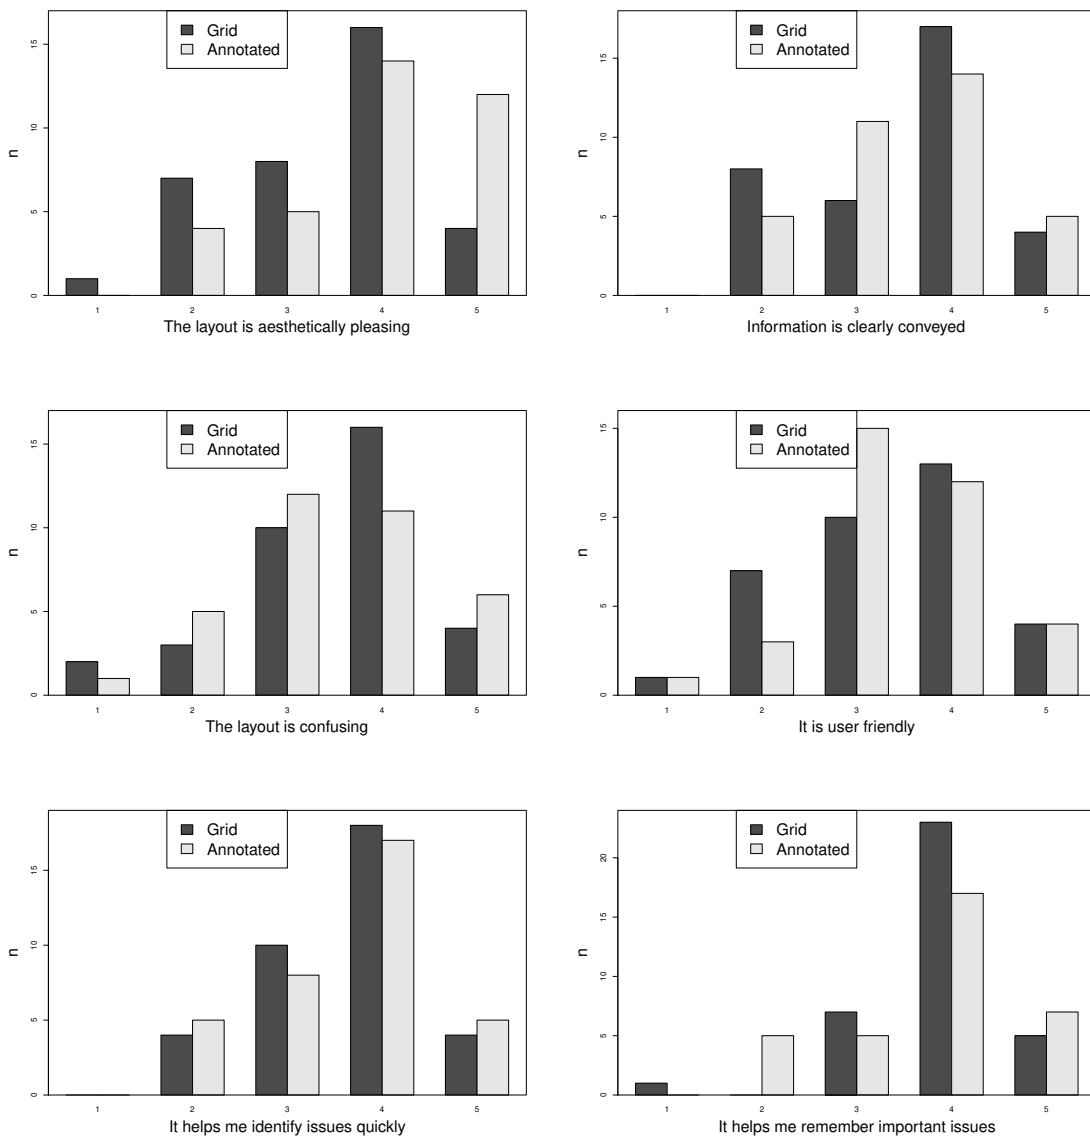 Grid
Annotated
n
0
5
10
15
1
2
3
4
5
The layout is aesthetically pleasing
Grid
Annotated
n
0
5
10
15
1
2
3
4
5
Information is clearly conveyed
Grid
Annotated
n
0
5
10
15
1
2
3
4
5
The layout is confusing
Grid
Annotated
n
0
5
10
15
1
2
3
4
5
It is user friendly
Grid
Annotated
n
0
5
10
15
1
2
3
4
5
It helps me identify issues quickly
Grid
Annotated
n
0
5
10
15
20
1
2
3
4
5
It helps me remember important issues